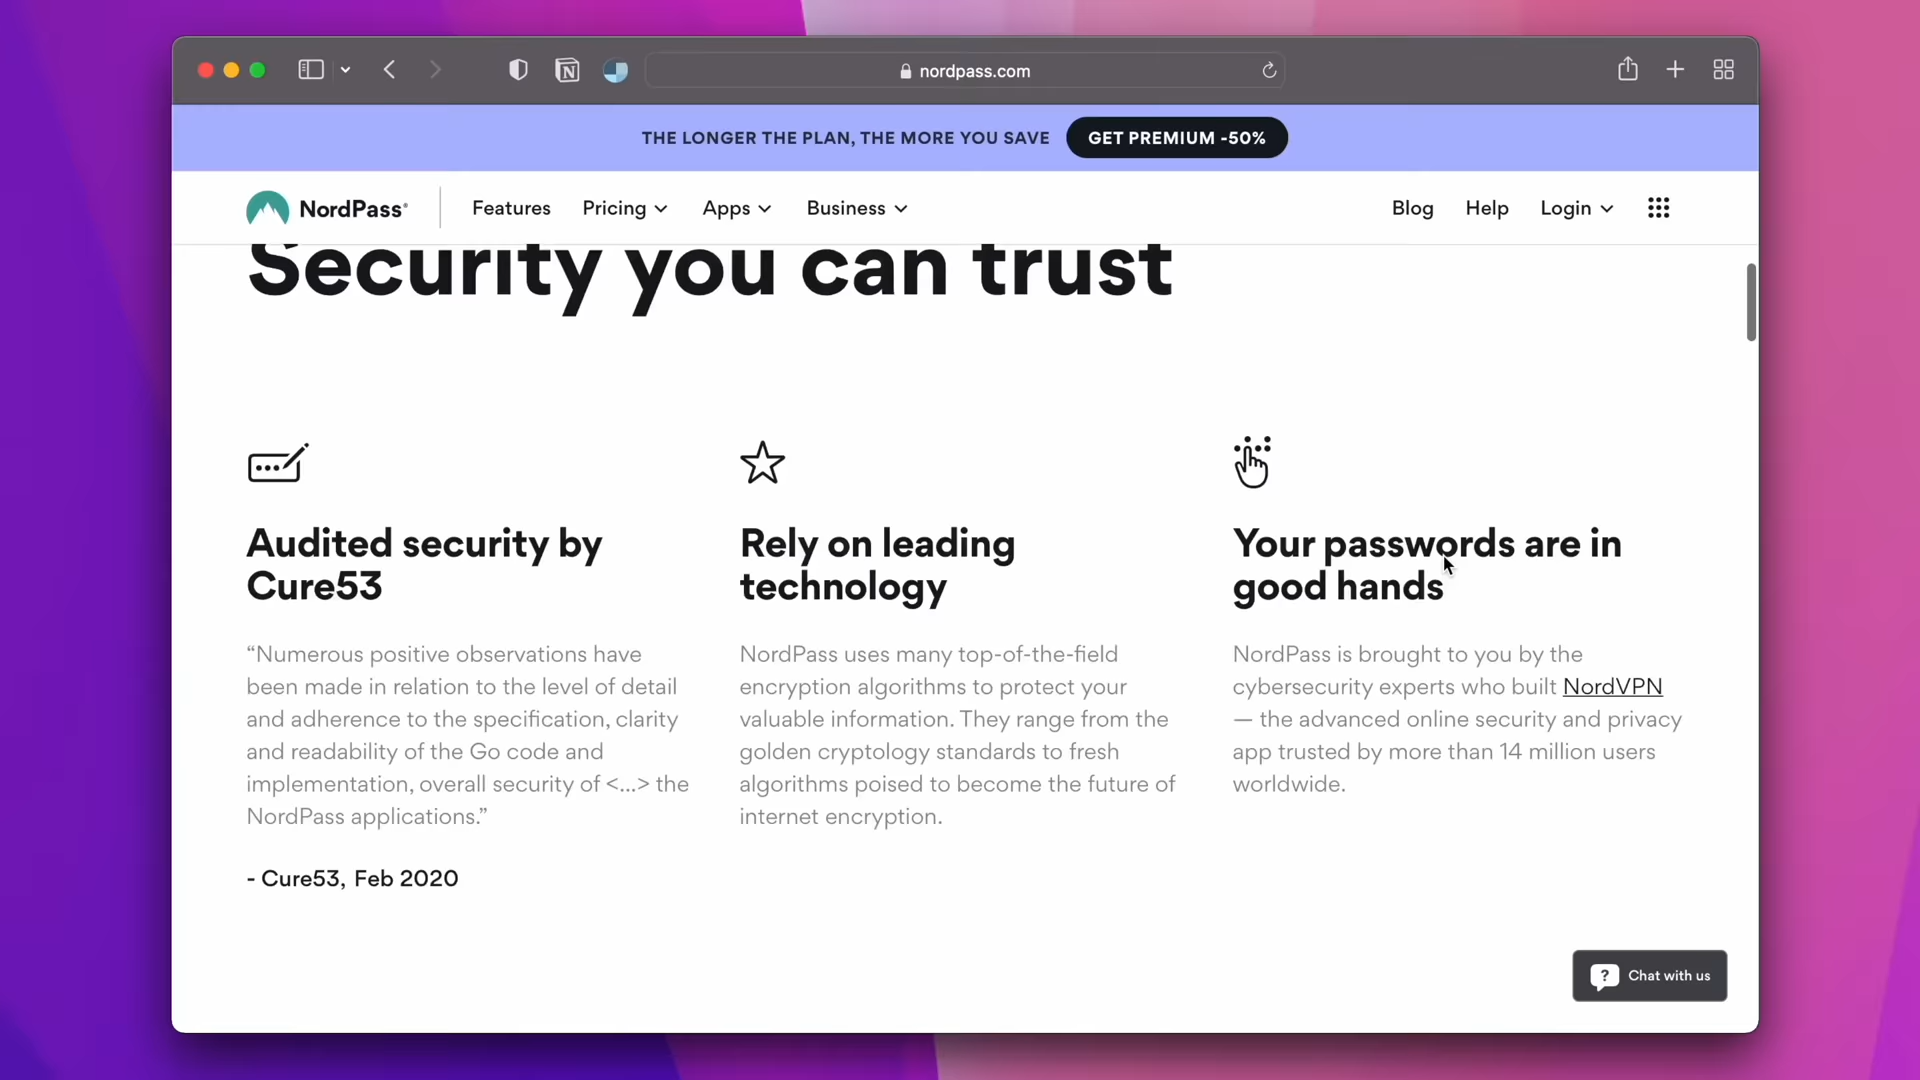 nordpass.com
THE LONGER THE PLAN, THE MORE YOU SAVE GET PREMIUM -50%
NordPass® Features Pricing Apps Business Blog Help Login
Security you can trust
Audited security by
Cure53
“Numerous positive observations have
been made in relation to the level of detail
and adherence to the specification, clarity
and readability of the Go code and
implementation, overall security of <...> the
NordPass applications.”
- Cure53, Feb 2020
Rely on leading
technology
NordPass uses many top-of-the-field
encryption algorithms to protect your
valuable information. They range from the
golden cryptology standards to fresh
algorithms poised to become the future of
internet encryption.
Your passwords are in
good hands
NordPass is brought to you by the
cybersecurity experts who built NordVPN
— the advanced online security and privacy
app trusted by more than 14 million users
worldwide.
Chat with us